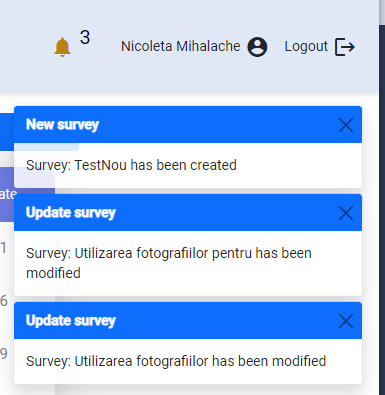 3
Nicoleta Mihalache
Logout
New survey
Survey: TestNou has been created
ate
Update survey
1
Survey: Utilizarea fotografiilor pentru has been
modified
6
Update survey
9
Survey: Utilizarea fotografiilor has been modified